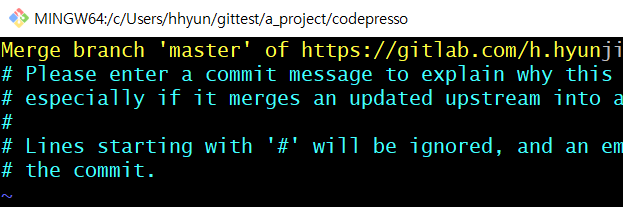 MINGW64:/c/Users/hhyun/gittest/a_project/codepresso
Merge branch 'master' of https://gitlab.com/h.hyunji
# Please enter a commit message to explain why this
# especially if it merges an updated upstream into a
#
# Lines starting with '#' will be ignored, and an em
# the commit.
~